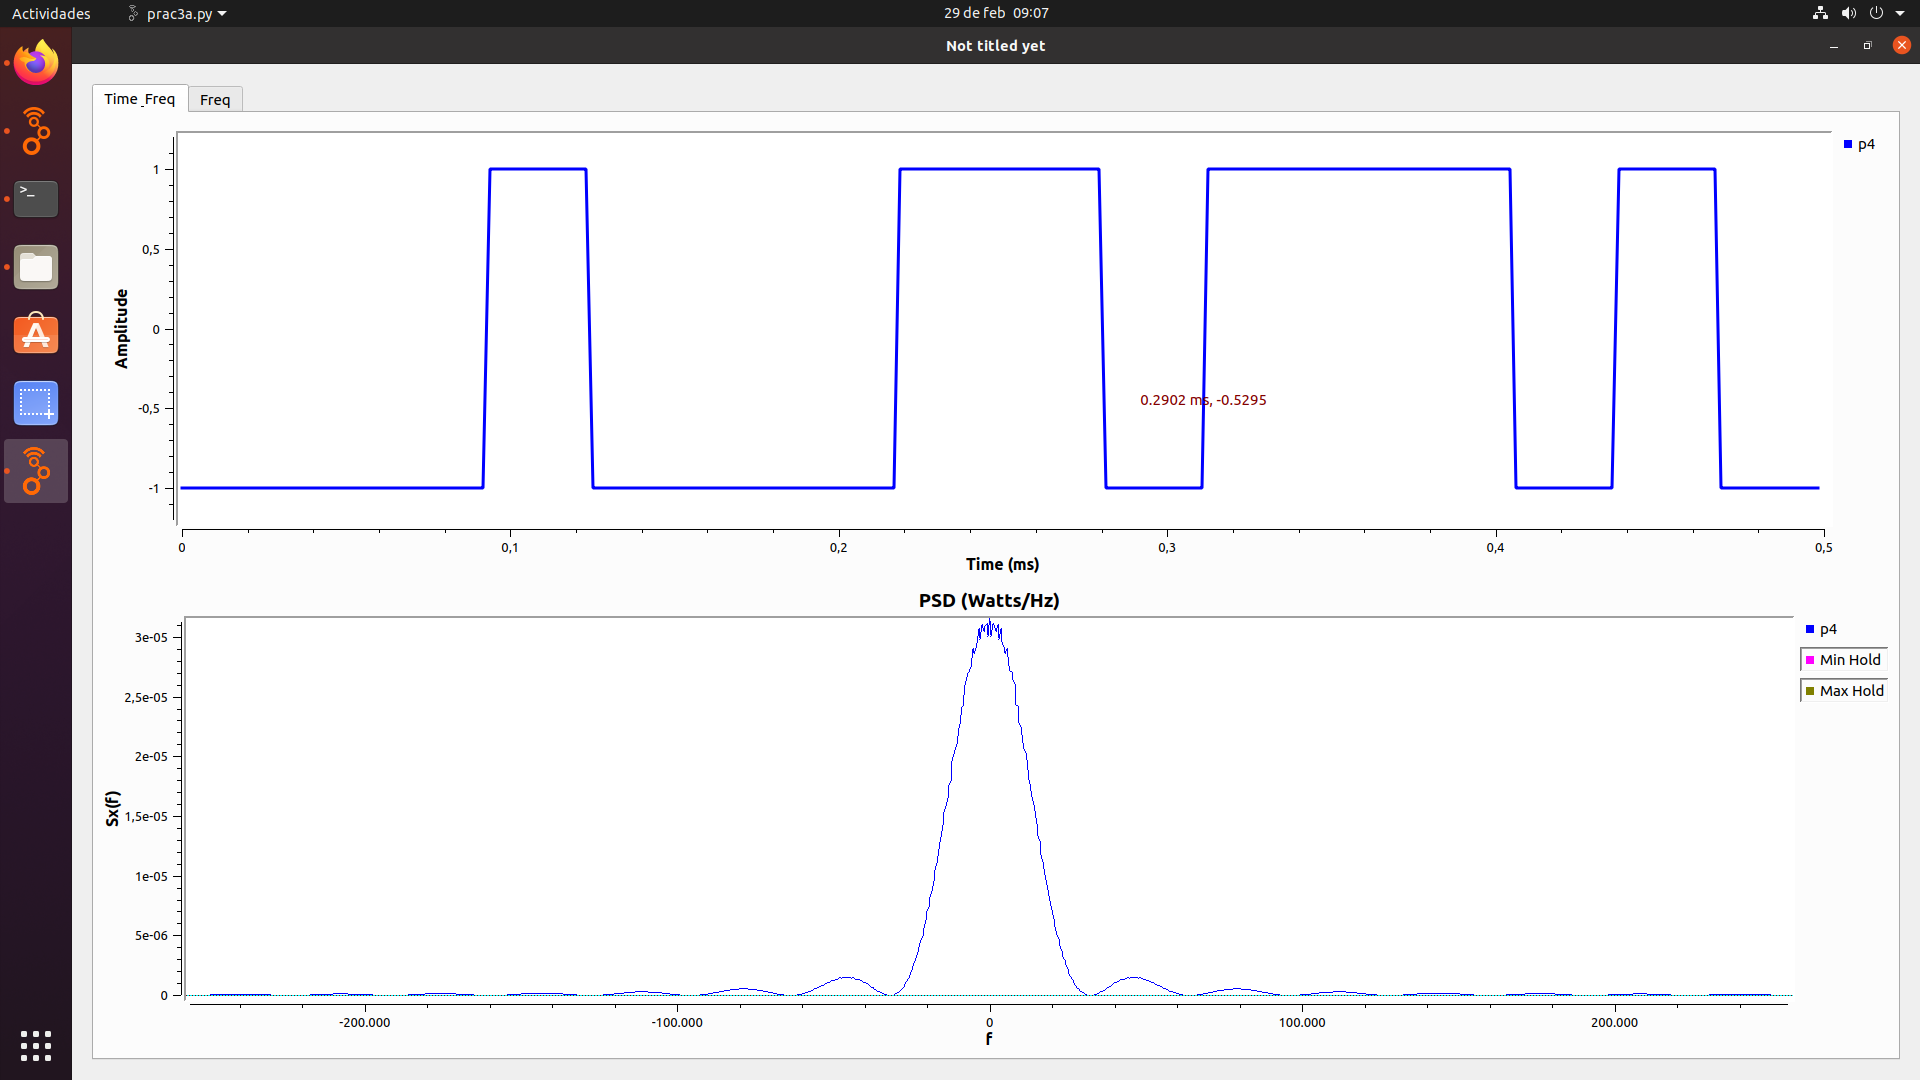 Actividades prac3a.py 29 de feb 09:07
Not titled yet
>_
Time_Freq Freq
p4
1
0,5
0
-0,5
-1
Amplitude
0.2902 ms, -0.5295
0 0,1 0,2 0,3 0,4 0,5
Time (ms)
PSD (Watts/Hz)
p4
Min Hold
Max Hold
3e-05
2,5e-05
2e-05
1,5e-05
1e-05
5e-06
0
Sx(f)
-200.000 -100.000 0 100.000 200.000
f